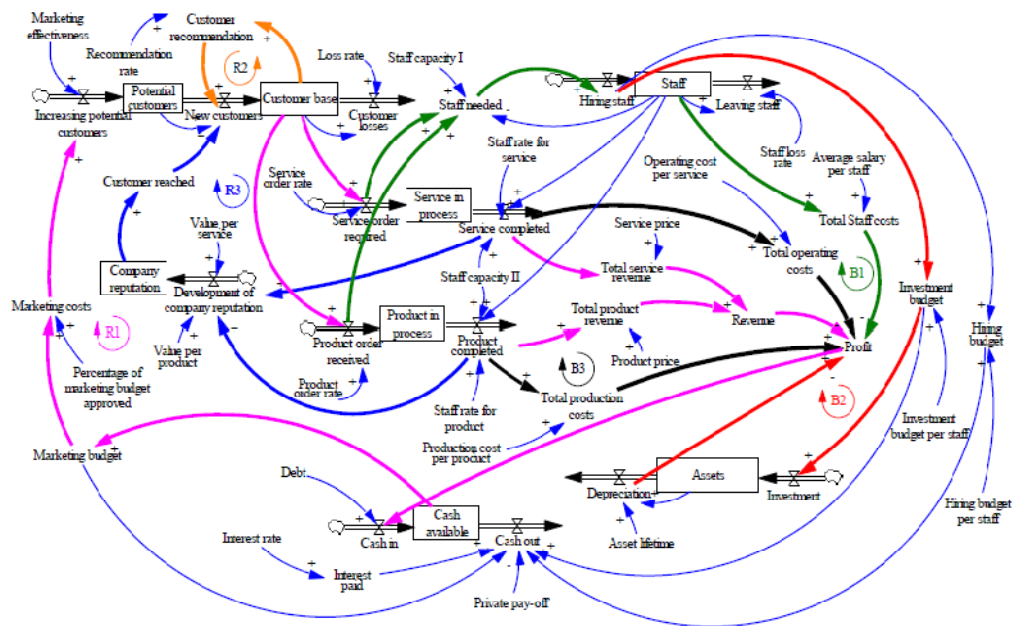 Marketing
effectiveness
Customer
recommendation
Recommendation
rate
R2
Loss rate
Staff capacity I
Potential
customers
Increasing potential
customers
New customers
Customer base
Customer
losses
Staff needed
Hiring staff
Staff
Leaving staff
Staff loss
rate
Staff rate for
service
Operating cost
per service
Average salary
per staff
Customer reached
R3
Service
order rate
Service in
process
Service order
required
Service completed
Service price
Total Staff costs
Value per
service
Company
reputation
Development of
company reputation
Staff capacity II
Total service
revenue
Total operating
costs
B1
Investment
budget
Hiring
budget
Marketing costs
R1
Value per
product
Product in
process
Product order
received
Product
completed
Total product
revenue
Revenue
Profit
Product price
Percentage of
marketing budget
approved
Product
order rate
B3
Total production
costs
B2
Staff rate for
product
Production cost
per product
Investment
budget per staff
Marketing budget
Debt
Assets
Depreciation
Investment
Hiring budget
per staff
Cash
available
Cash in
Cash out
Asset lifetime
Interest rate
Interest
paid
Private pay-off